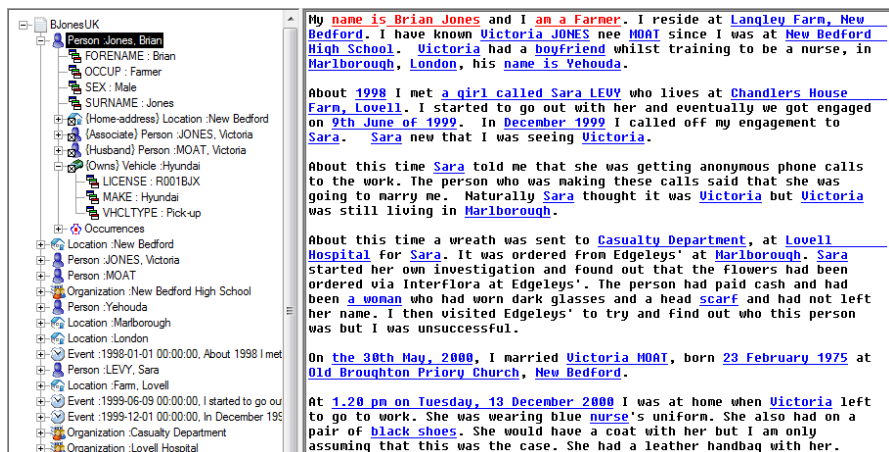 BJonesUK
Person :Jones, Brian
FORENAME : Brian
OCCUP : Farmer
SEX : Male
SURNAME : Jones
{Home-address} Location :New Bedford
{Associate} Person :JONES, Victoria
{Husband} Person :MOAT, Victoria
{Owns} Vehicle :Hyundai
LICENSE : R001BJX
MAKE : Hyundai
VHCLTYPE : Pick-up
Occurrences
Location :New Bedford
Person :JONES, Victoria
Person :MOAT
Organization :New Bedford High School
Person :Yehouda
Location :Marlborough
Location :London
Event :1998-01-01 00:00:00, About 1998 I met
Person :LEVY, Sara
Location :Farm, Lovell
Event :1999-06-09 00:00:00, I started to go ou
Event :1999-12-01 00:00:00, In December 199
Organization :Casualty Department
Organization :Lovell Hospital
My name is Brian Jones and I am a Farmer. I reside at Langley Farm, New
Bedford. I have known Victoria JONES nee MOAT since I was at New Bedford
High School. Victoria had a boyfriend whilst training to be a nurse, in
Marlborough, London, his name is Yehouda.
About 1998 I met a girl called Sara LEVY who lives at Chandlers House
Farm, Lovell. I started to go out with her and eventually we got engaged
on 9th June of 1999. In December 1999 I called off my engagement to
Sara. Sara new that I was seeing Victoria.
About this time Sara told me that she was getting anonymous phone calls
to the work. The person who was making these calls said that she was
going to marry me. Naturally Sara thought it was Victoria but Victoria
was still living in Marlborough.
About this time a wreath was sent to Casualty Department, at Lovell
Hospital for Sara. It was ordered from Edgeleys' at Marlborough. Sara
started her own investigation and found out that the flowers had been
ordered via Interflora at Edgeleys'. The person had paid cash and had
been a woman who had worn dark glasses and a head scarf and had not left
her name. I then visited Edgeleys' to try and find out who this person
was but I was unsuccessful.
On the 30th May, 2000, I married Victoria MOAT, born 23 February 1975 at
Old Broughton Priory Church, New Bedford.
At 1.20 pm on Tuesday, 13 December 2000 I was at home when Victoria left
to go to work. She was wearing blue nurse's uniform. She also had on a
pair of black shoes. She would have a coat with her but I am only
assuming that this was the case. She had a leather handbag with her.